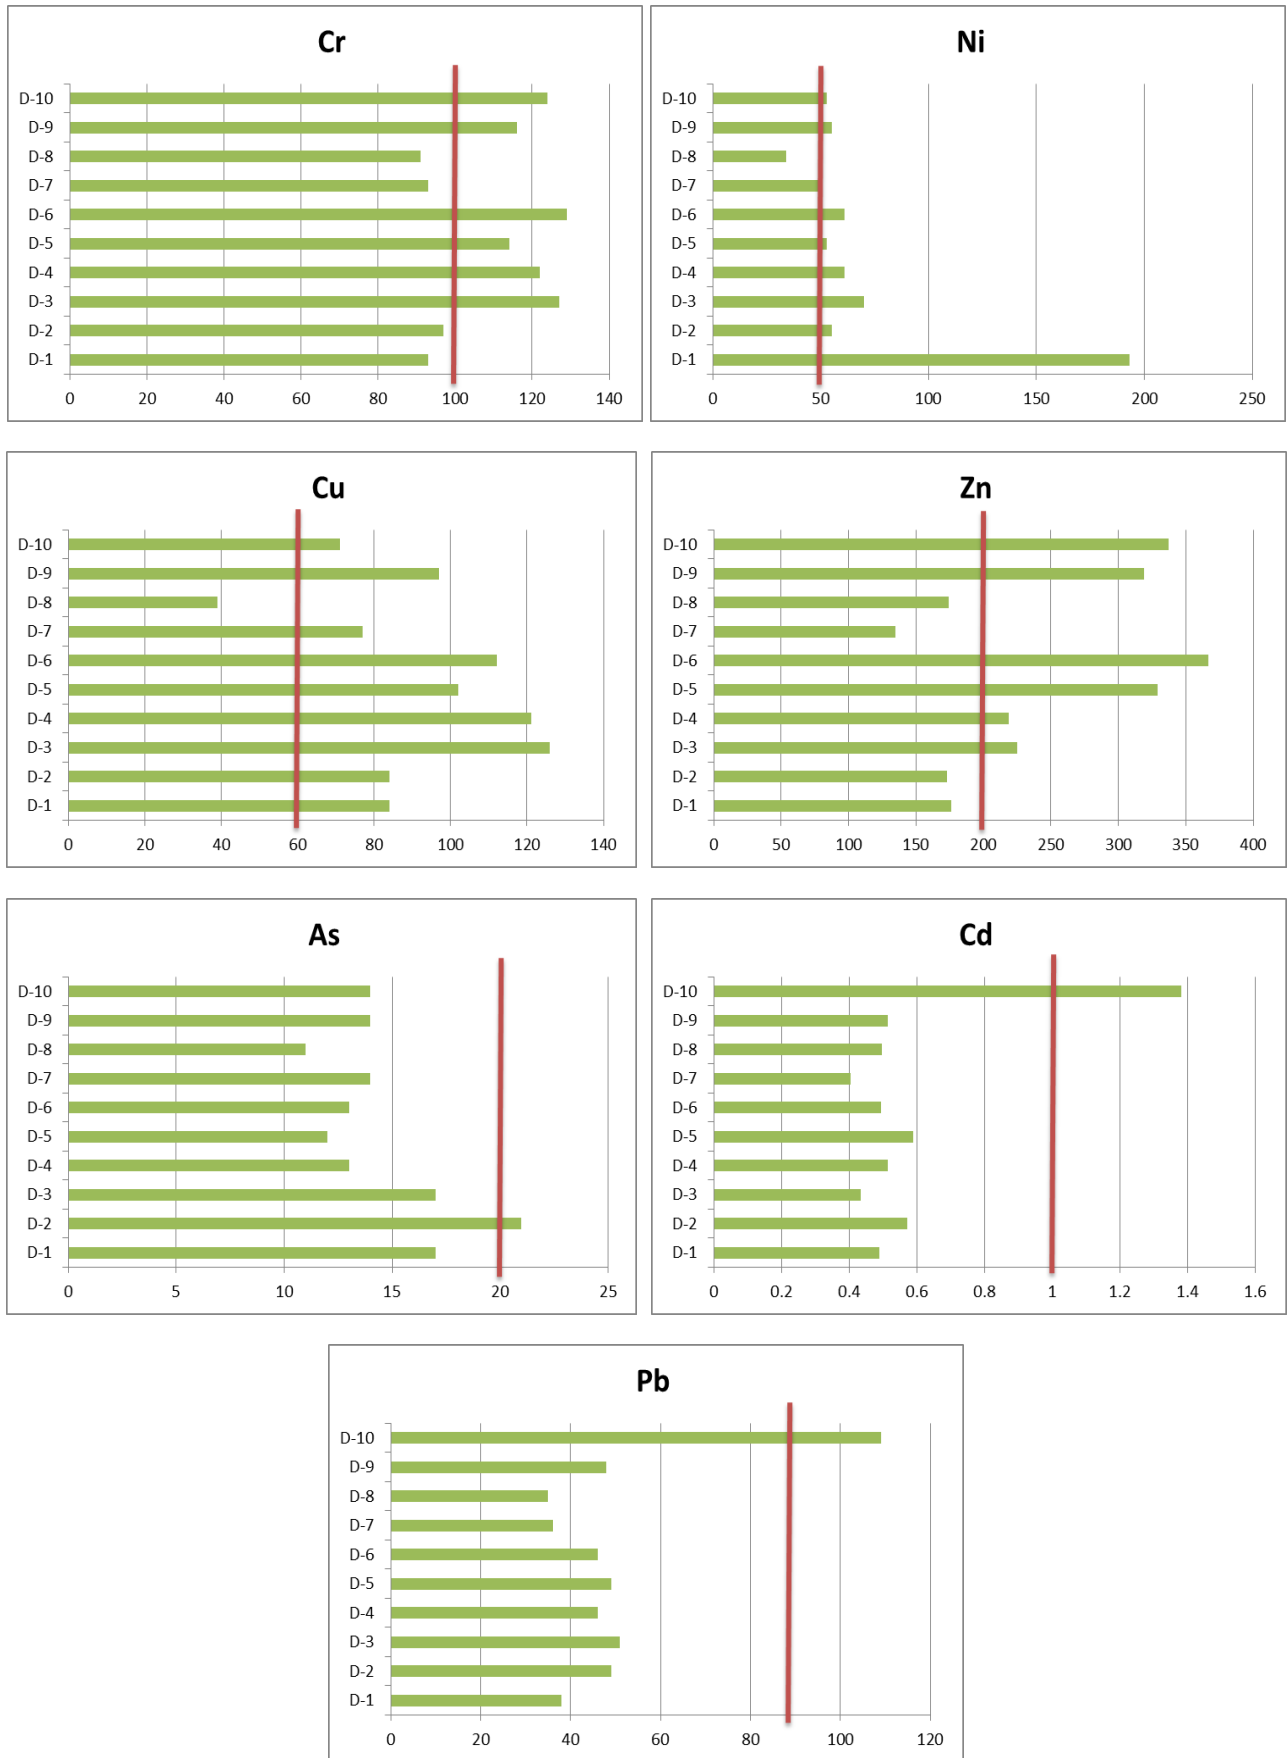 Cr
D-10
D-9
D-8
D-7
D-6
D-5
D-4
D-3
D-2
D-1
0 20 40 60 80 100 120 140
Ni
D-10
D-9
D-8
D-7
D-6
D-5
D-4
D-3
D-2
D-1
0 50 100 150 200 250
Cu
D-10
D-9
D-8
D-7
D-6
D-5
D-4
D-3
D-2
D-1
0 20 40 60 80 100 120 140
Zn
D-10
D-9
D-8
D-7
D-6
D-5
D-4
D-3
D-2
D-1
0 50 100 150 200 250 300 350 400
As
D-10
D-9
D-8
D-7
D-6
D-5
D-4
D-3
D-2
D-1
0 5 10 15 20 25
Cd
D-10
D-9
D-8
D-7
D-6
D-5
D-4
D-3
D-2
D-1
0 0.2 0.4 0.6 0.8 1 1.2 1.4 1.6
Pb
D-10
D-9
D-8
D-7
D-6
D-5
D-4
D-3
D-2
D-1
0 20 40 60 80 100 120